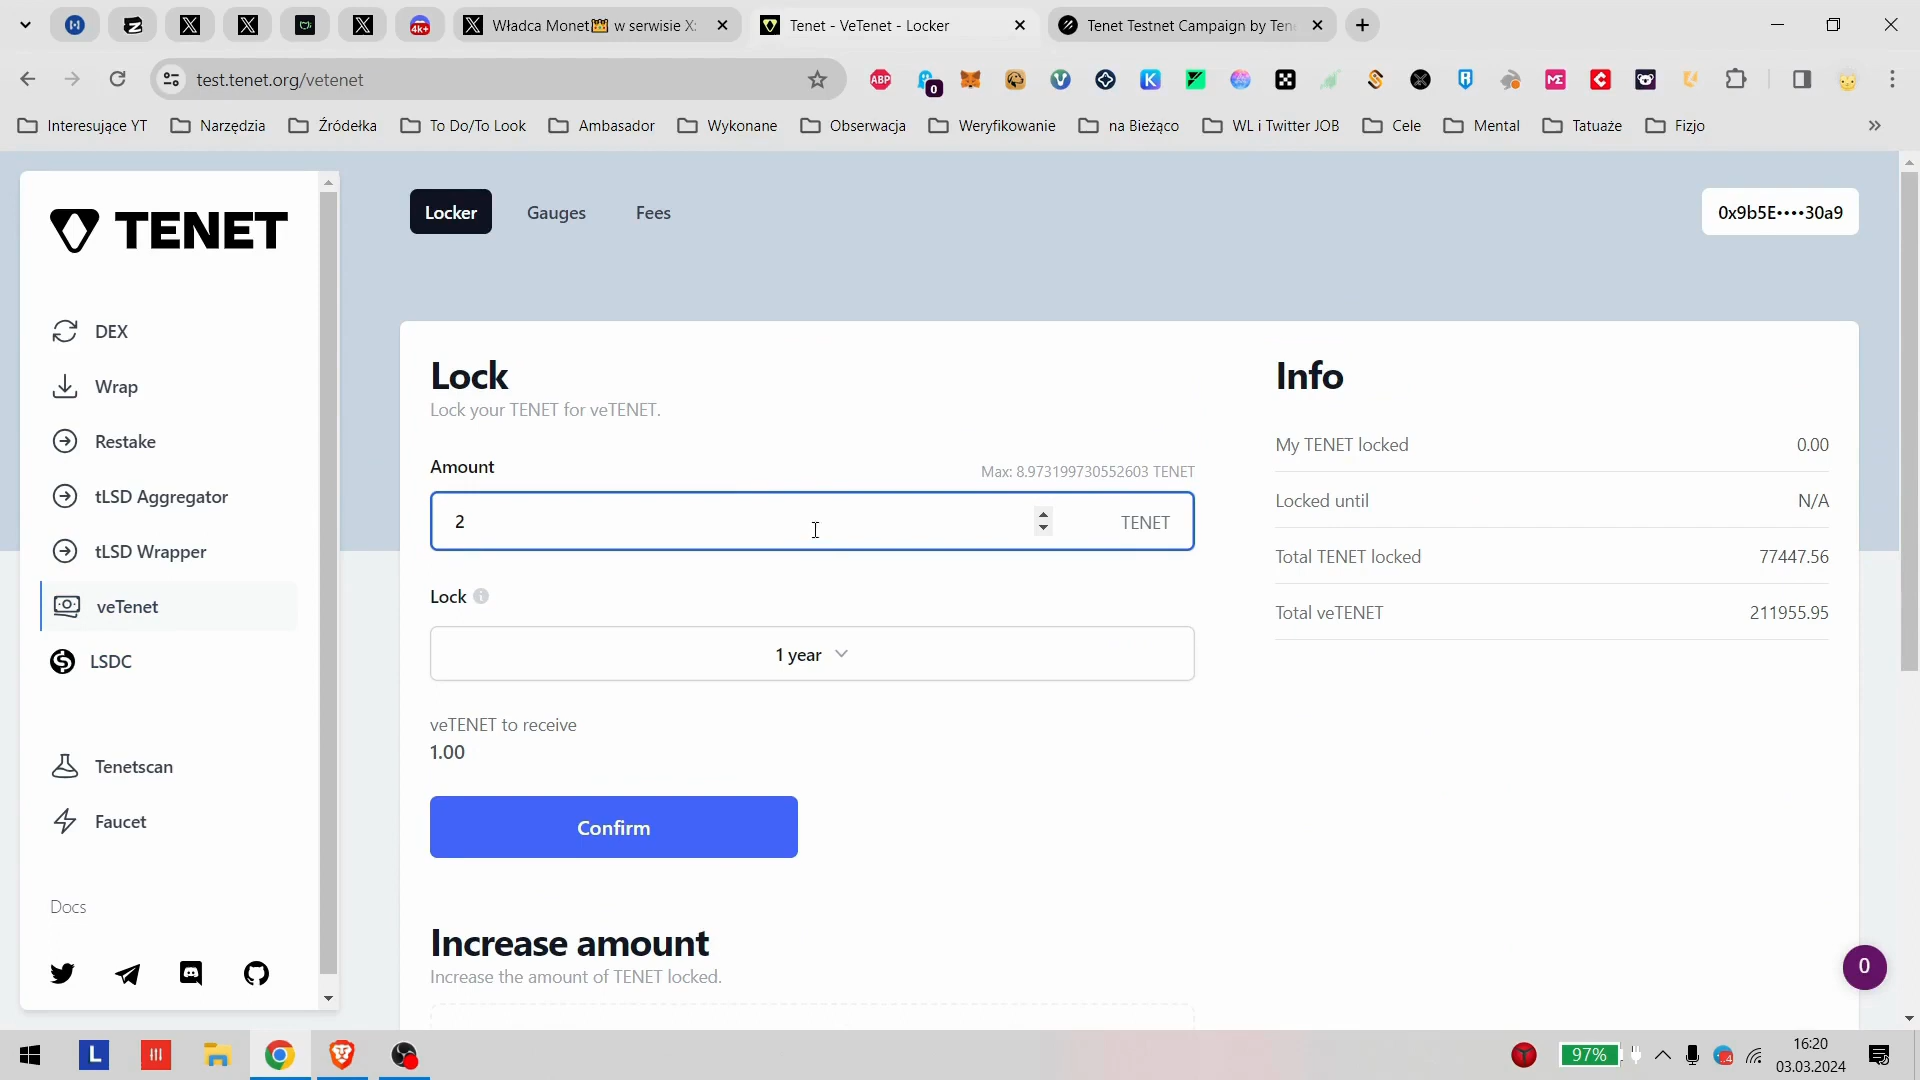 Władca Monet👑 w serwisie X:
Tenet - VeTenet - Locker
Tenet Testnet Campaign by Ten
test.tenet.org/vetenet
Interesujące YT
Narzędzia
Źródełka
To Do/To Look
Ambasador
Wykonane
Obserwacja
Weryfikowanie
na Bieżąco
WL i Twitter JOB
Cele
Mental
Tatuaże
Fizjo
TENET
DEX
Wrap
Restake
tLSD Aggregator
tLSD Wrapper
veTenet
LSDC
Tenetscan
Faucet
Docs
Locker
Gauges
Fees
0x9b5E••••30a9
Lock
Lock your TENET for veTENET.
Amount
Max: 8.973199730552603 TENET
2
TENET
Lock
1 year
veTENET to receive
1.00
Confirm
Increase amount
Increase the amount of TENET locked.
Info
My TENET locked
0.00
Locked until
N/A
Total TENET locked
77447.56
Total veTENET
211955.95
0
97%
16:20
03.03.2024